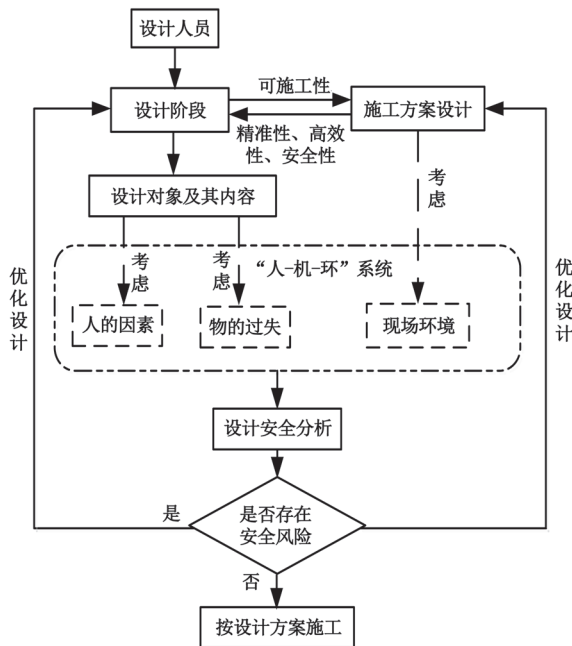 设计人员
可施工性
设计阶段
施工方案设计
精准性、高效
性、安全性
设计对象及其内容
考虑
考虑
考虑
“人-机-环”系统
人的因素
物的过失
现场环境
优化设计
优化设计
设计安全分析
是
是否存在
安全风险
否
按设计方案施工